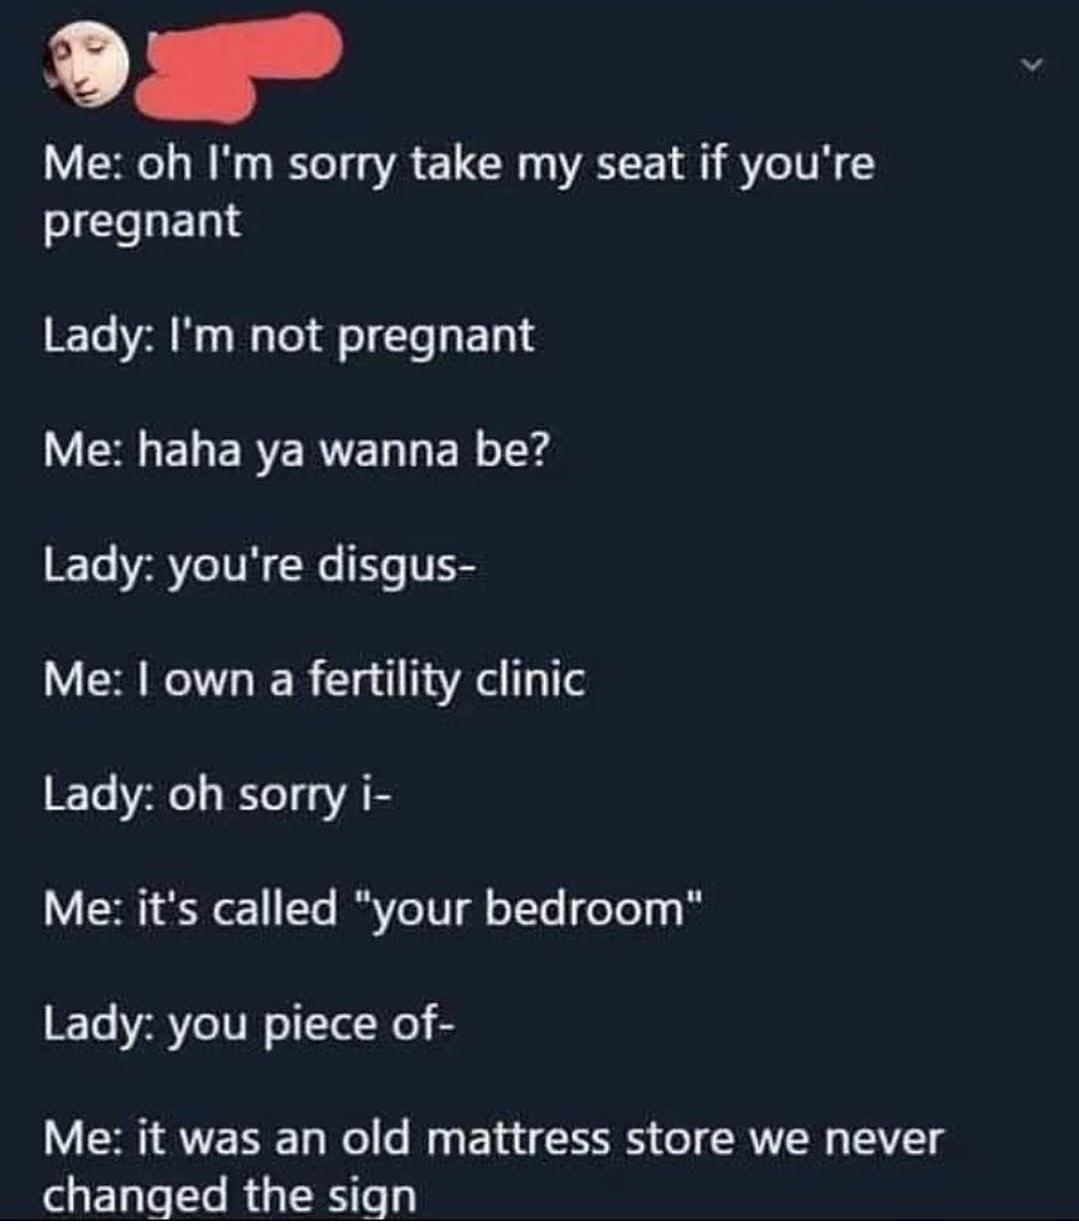 Me: oh I'm sorry take my seat if you're
pregnant
Lady: I'm not pregnant
Me: haha ya wanna be?
Lady: you're disgus-
Me: I own a fertility clinic
Lady: oh sorry i-
Me: it's called "your bedroom"
Lady: you piece of-
Me: it was an old mattress store we never
changed the sign